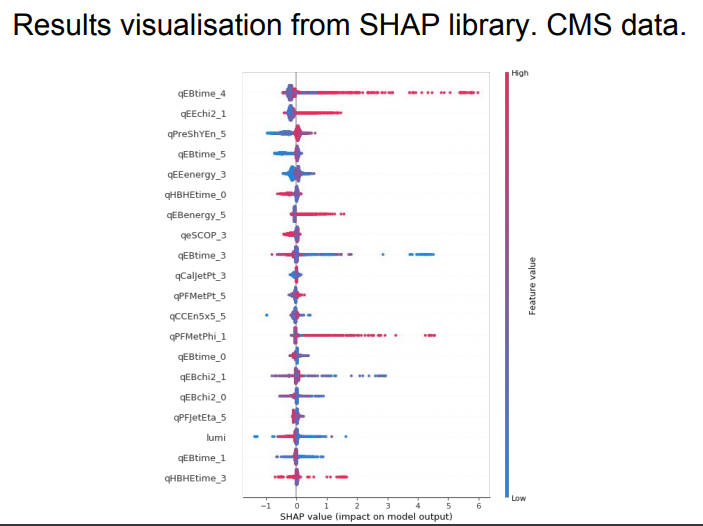 Results visualisation from SHAP library. CMS data.
High
qEBtime_4
qEEchi2_1
qPreShYEn_5
qEBtime_5
qEEenergy_3
qHBHEtime_0
qEBenergy_5
qeSCOP_3
qEBtime_3
qCalJetPt_3
qPFMetPt_5
qCCEn5x5_5
qPFMetPhi_1
qEBtime_0
qEBchi2_1
qEBchi2_0
qPFJetEta_5
lumi
qEBtime_1
qHBHEtime_3
Feature value
Low
−1 0 1 2 3 4 5 6
SHAP value (impact on model output)